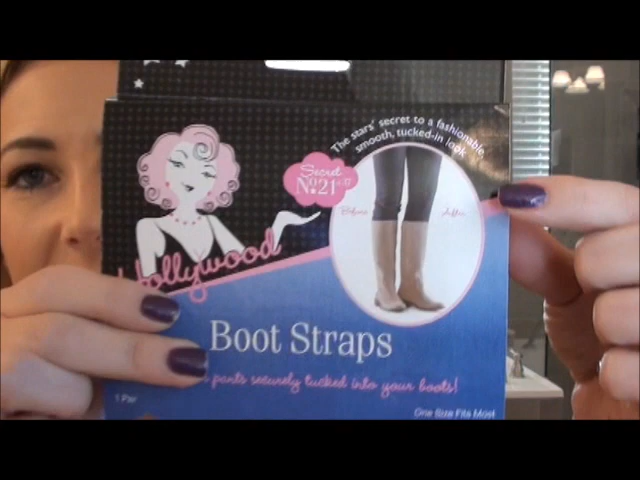 The stars' secret to a fashionable,
smooth, tucked-in look
Secret
No. 21
Before After
Hollywood
Boot Straps
pants securely tucked into your boots!
1 Pair
One Size Fits Most